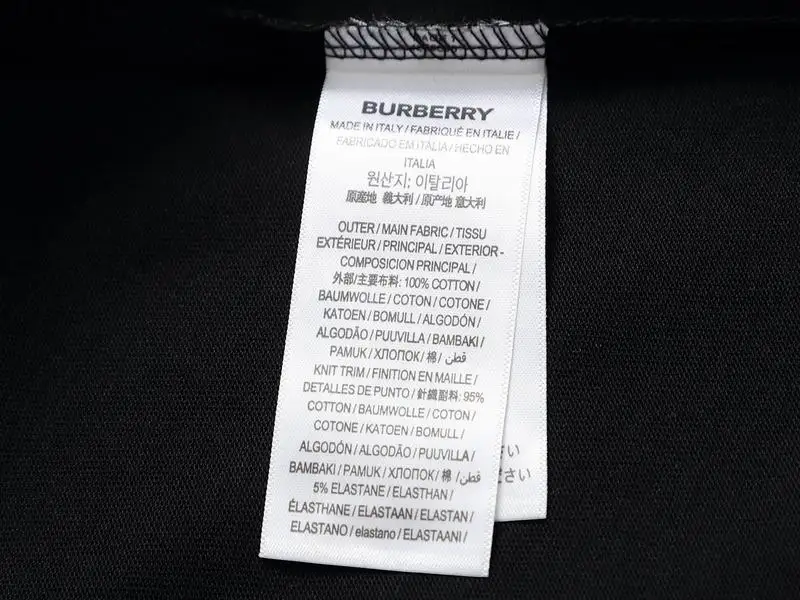 BURBERRY
MADE IN ITALY / FABRIQUÉ EN ITALIE /
FABRICADO EM ITALIA / HECHO EN
ITALIA
원산지: 이탈리아
原産地 義大利 / 原产地 意大利
OUTER / MAIN FABRIC / TISSU
EXTÉRIEUR / PRINCIPAL / EXTERIOR -
COMPOSICION PRINCIPAL /
外部/主要布料: 100% COTTON /
BAUMWOLLE / COTON / COTONE /
KATOEN / BOMULL / ALGODÓN /
ALGODÃO / PUUVILLA / BAMBAKI /
PAMUK / ХЛОПОК / 棉 / قطن /
KNIT TRIM / FINITION EN MAILLE /
DETALLES DE PUNTO / 針織副料: 95%
COTTON / BAUMWOLLE / COTON /
COTONE / KATOEN / BOMULL /
ALGODÓN / ALGODÃO / PUUVILLA /
BAMBAKI / PAMUK / ХЛОПОК / 棉 / قطن /
5% ELASTANE / ELASTHAN /
ÉLASTHANE / ELASTAAN / ELASTAN /
ELASTANO / elastano / ELASTAANI /
さい